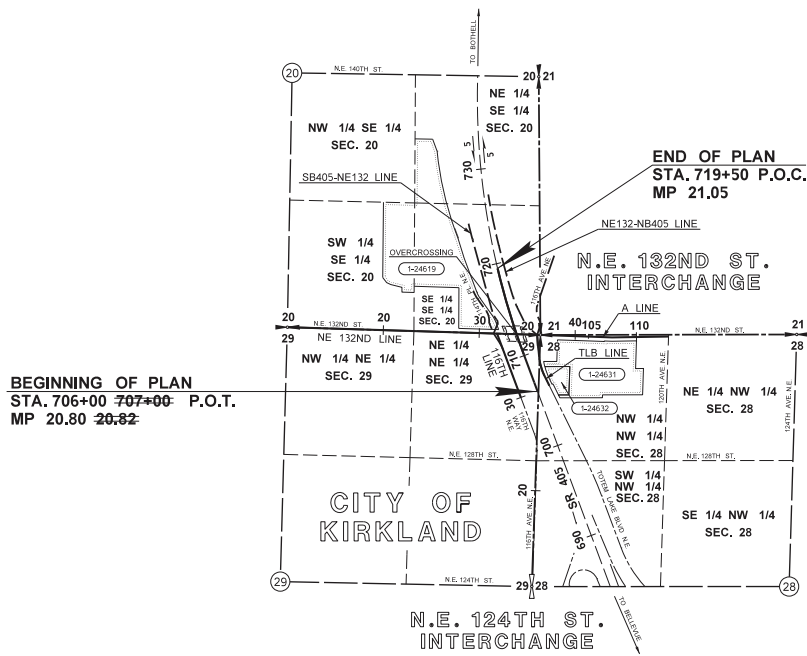 TO BOTHELL
20
N.E. 140TH ST.
20 21
NE 1/4
SE 1/4
SEC. 20
NW 1/4 SE 1/4
SEC. 20
5
5
730
END OF PLAN
STA. 719+50 P.O.C.
MP 21.05
SB405-NE132 LINE
NE132-NB405 LINE
SW 1/4
SE 1/4
SEC. 20
OVERCROSSING
1-24619
720
N.E. 132ND ST.
INTERCHANGE
116TH AVE NE
114TH PL. N.E.
SE 1/4
SE 1/4
SEC. 20
A LINE
20
29
N.E. 132ND ST.
20
30
20 21
29 28
40
105
110
N.E. 132ND ST.
21
28
NE 132ND LINE
710
TLB LINE
NW 1/4 NE 1/4
SEC. 29
NE 1/4
NE 1/4
SEC. 29
116TH LINE
1-24631
120TH AVE. N.E.
BEGINNING OF PLAN
STA. 706+00 707+00 P.O.T.
MP 20.80 20.82
30
116TH WAY N.E.
1-24632
NE 1/4 NW 1/4
SEC. 28
124TH AVE. N.E.
NW 1/4
NW 1/4
SEC. 28
700
N.E. 128TH ST.
N.E. 128TH ST.
SW 1/4
NW 1/4
SEC. 28
CITY OF
KIRKLAND
20
SR 405
TOTEM LAKE BLVD N.E.
116TH AVE N.E.
690
SE 1/4 NW 1/4
SEC. 28
29
N.E. 124TH ST.
29 28
28
N.E. 124TH ST.
INTERCHANGE
TO BELLEVUE